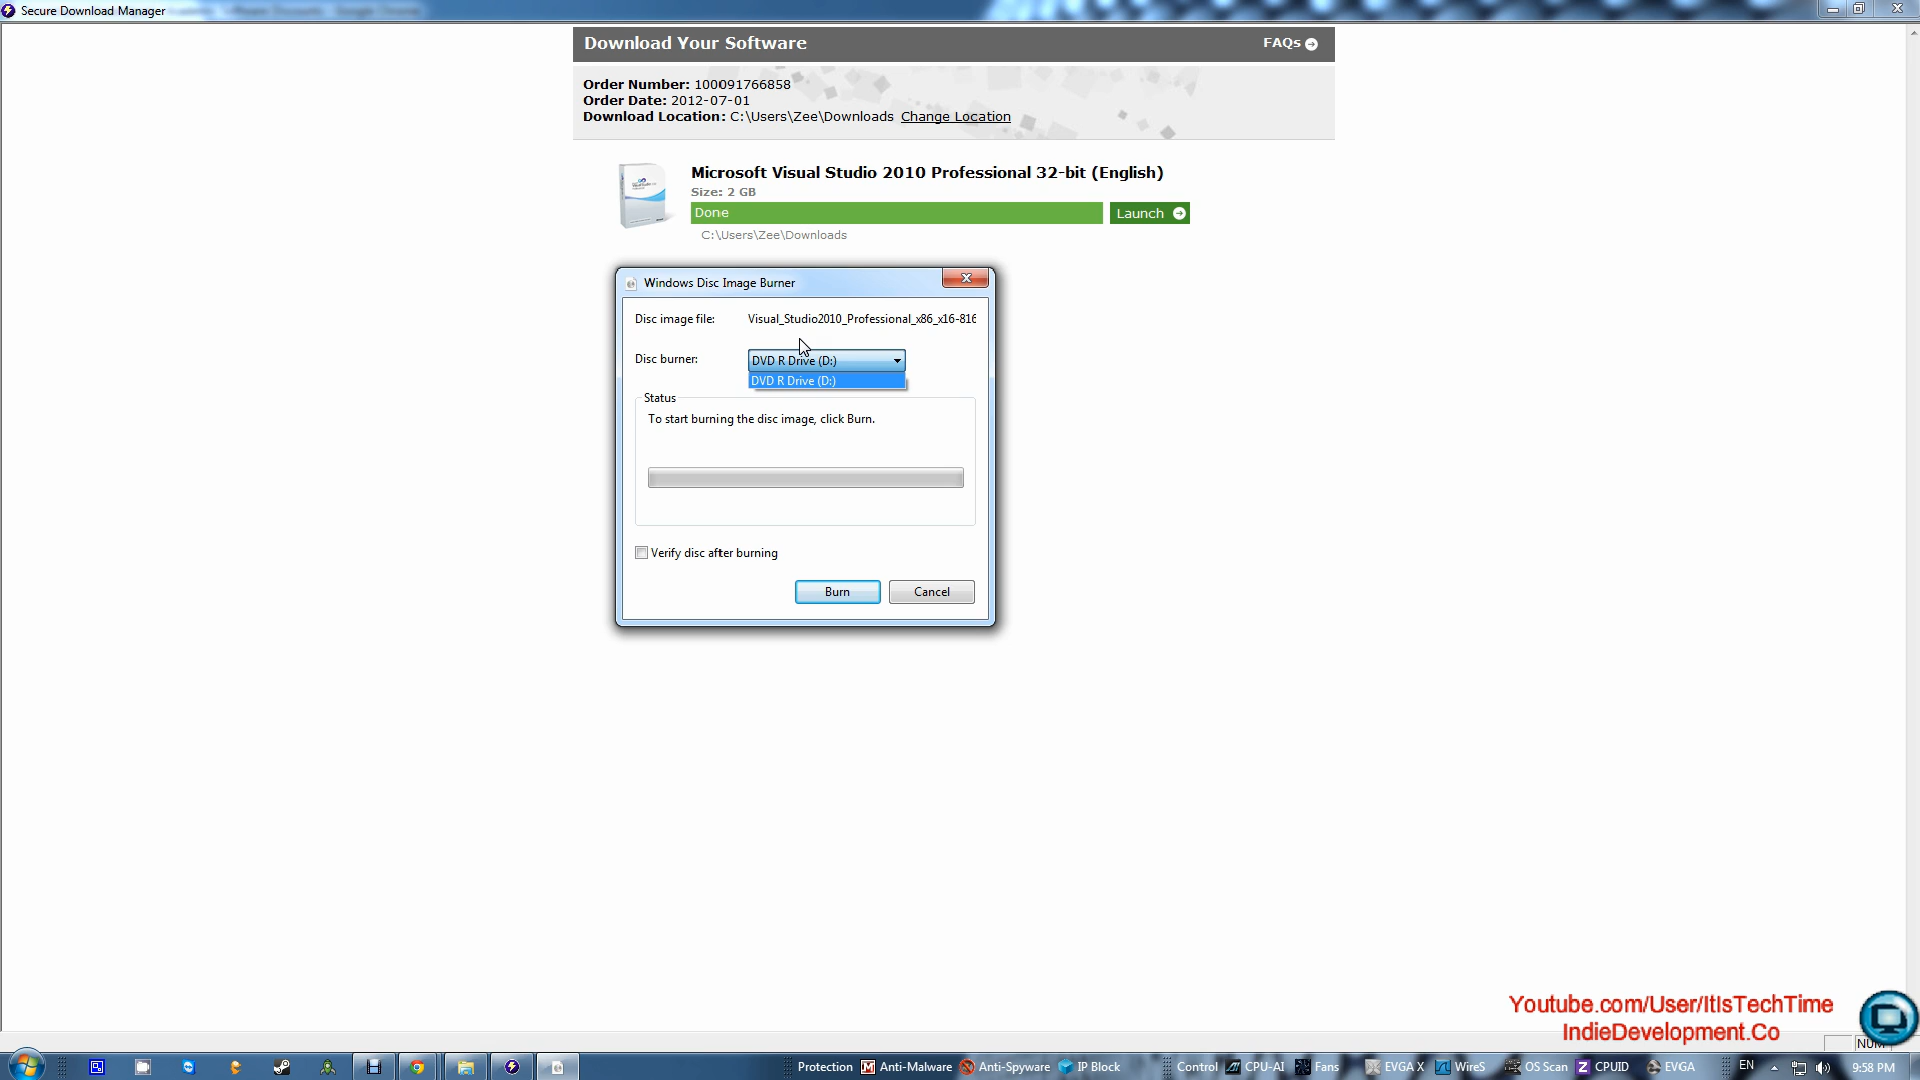 Secure Download Manager
Download Your Software
FAQs
Order Number: 100091766858
Order Date: 2012-07-01
Download Location: C:\Users\Zee\Downloads Change Location
Microsoft Visual Studio 2010 Professional 32-bit (English)
Size: 2 GB
Done
Launch
C:\Users\Zee\Downloads
Windows Disc Image Burner
Disc image file: Visual_Studio2010_Professional_x86_x16-816
Disc burner: DVD R Drive (D:)
DVD R Drive (D:)
Status
To start burning the disc image, click Burn.
Verify disc after burning
Burn Cancel
Youtube.com/User/ItIsTechTime
IndieDevelopment.Co
NUM
Protection Anti-Malware Anti-Spyware IP Block Control CPU-AI Fans EVGA X WireS OS Scan CPUID EVGA EN 9:58 PM